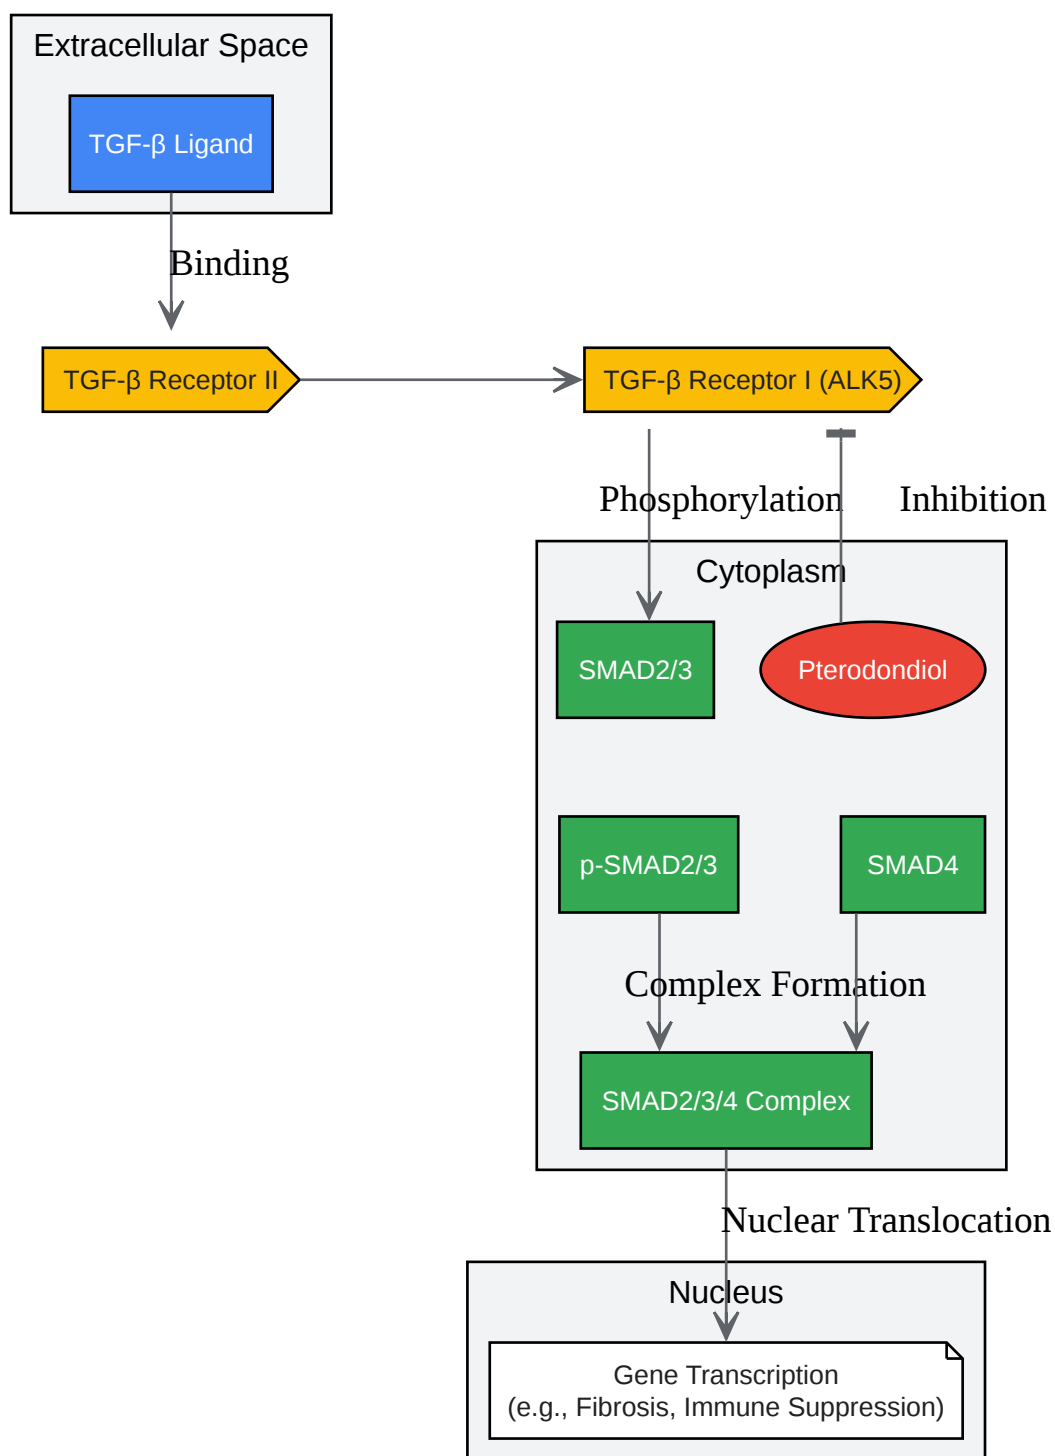 Extracellular Space
TGF-β Ligand
Binding
TGF-β Receptor II
TGF-β Receptor I (ALK5)
Phosphorylation
Inhibition
Cytoplasm
SMAD2/3
Pterodondiol
p-SMAD2/3
SMAD4
Complex Formation
SMAD2/3/4 Complex
Nuclear Translocation
Nucleus
Gene Transcription
(e.g., Fibrosis, Immune Suppression)